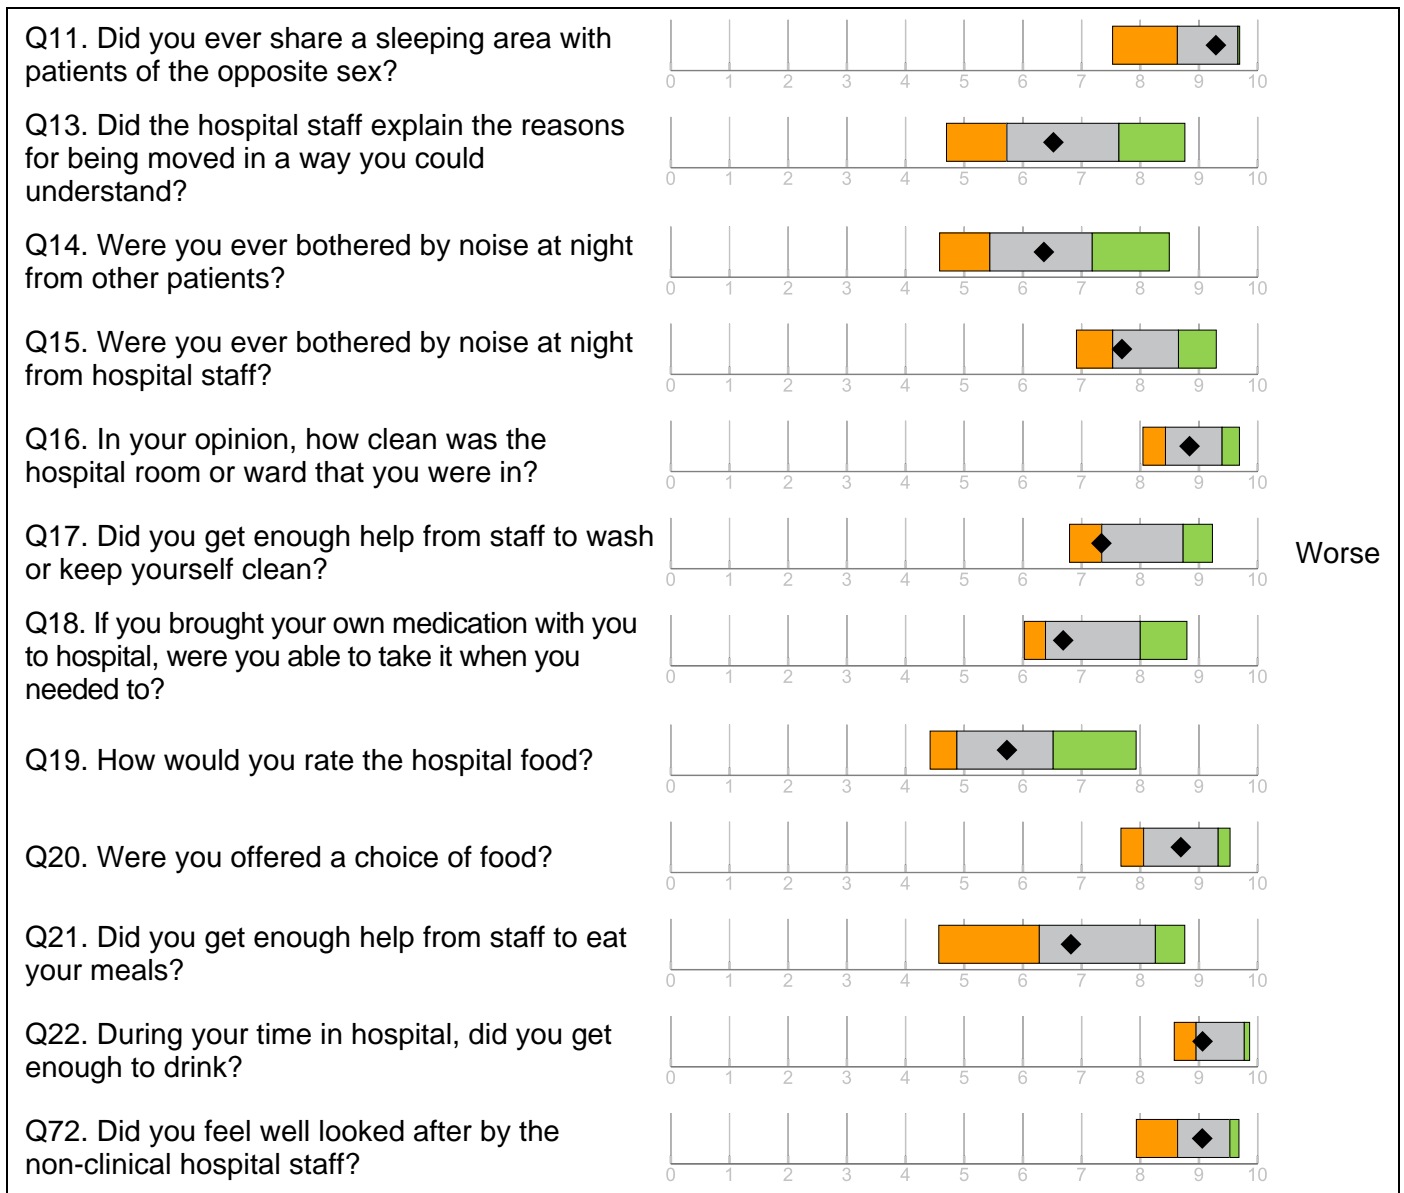 Q11. Did you ever share a sleeping area with
patients of the opposite sex?
0 1 2 3 4 5 6 7 8 9 10
Q13. Did the hospital staff explain the reasons
for being moved in a way you could
understand?
0 1 2 3 4 5 6 7 8 9 10
Q14. Were you ever bothered by noise at night
from other patients?
0 1 2 3 4 5 6 7 8 9 10
Q15. Were you ever bothered by noise at night
from hospital staff?
0 1 2 3 4 5 6 7 8 9 10
Q16. In your opinion, how clean was the
hospital room or ward that you were in?
0 1 2 3 4 5 6 7 8 9 10
Q17. Did you get enough help from staff to wash
or keep yourself clean?
0 1 2 3 4 5 6 7 8 9 10
Worse
Q18. If you brought your own medication with you
to hospital, were you able to take it when you
needed to?
0 1 2 3 4 5 6 7 8 9 10
Q19. How would you rate the hospital food?
0 1 2 3 4 5 6 7 8 9 10
Q20. Were you offered a choice of food?
0 1 2 3 4 5 6 7 8 9 10
Q21. Did you get enough help from staff to eat
your meals?
0 1 2 3 4 5 6 7 8 9 10
Q22. During your time in hospital, did you get
enough to drink?
0 1 2 3 4 5 6 7 8 9 10
Q72. Did you feel well looked after by the
non-clinical hospital staff?
0 1 2 3 4 5 6 7 8 9 10